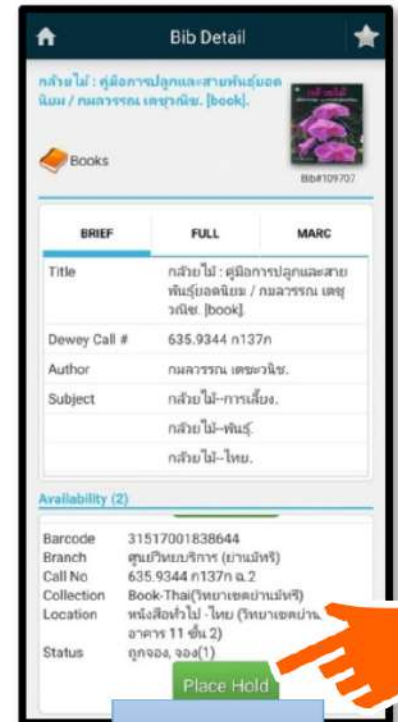 Bib Detail
กล้วยไม้ : คู่มือการปลูกและสายพันธุ์ยอด
นิยม / กมลวรรณ เตชวณิช. [book].
Books
Bib#109707
BRIEF FULL MARC
Title กล้วยไม้ : คู่มือการปลูกและสาย
พันธุ์ยอดนิยม / กมลวรรณ เตชุ
วณิช. [book].
Dewey Call # 635.9344 ก137ก
Author กมลวรรณ เตชะวนิช.
Subject กล้วยไม้--การเลี้ยง.
กล้วยไม้--พันธุ์.
กล้วยไม้--ไทย.
Availability (2)
Barcode 31517001838644
Branch ศูนย์วิทยบริการ (ย่านมัทรี)
Call No 635.9344 ก137ก ฉ.2
Collection Book-Thai(วิทยาเขตย่านมัทรี)
Location หนังสือทั่วไป -ไทย (วิทยาเขตย่าน
อาคาร 11 ชั้น 2)
Status ถูกจอง, จอง(1)
Place Hold